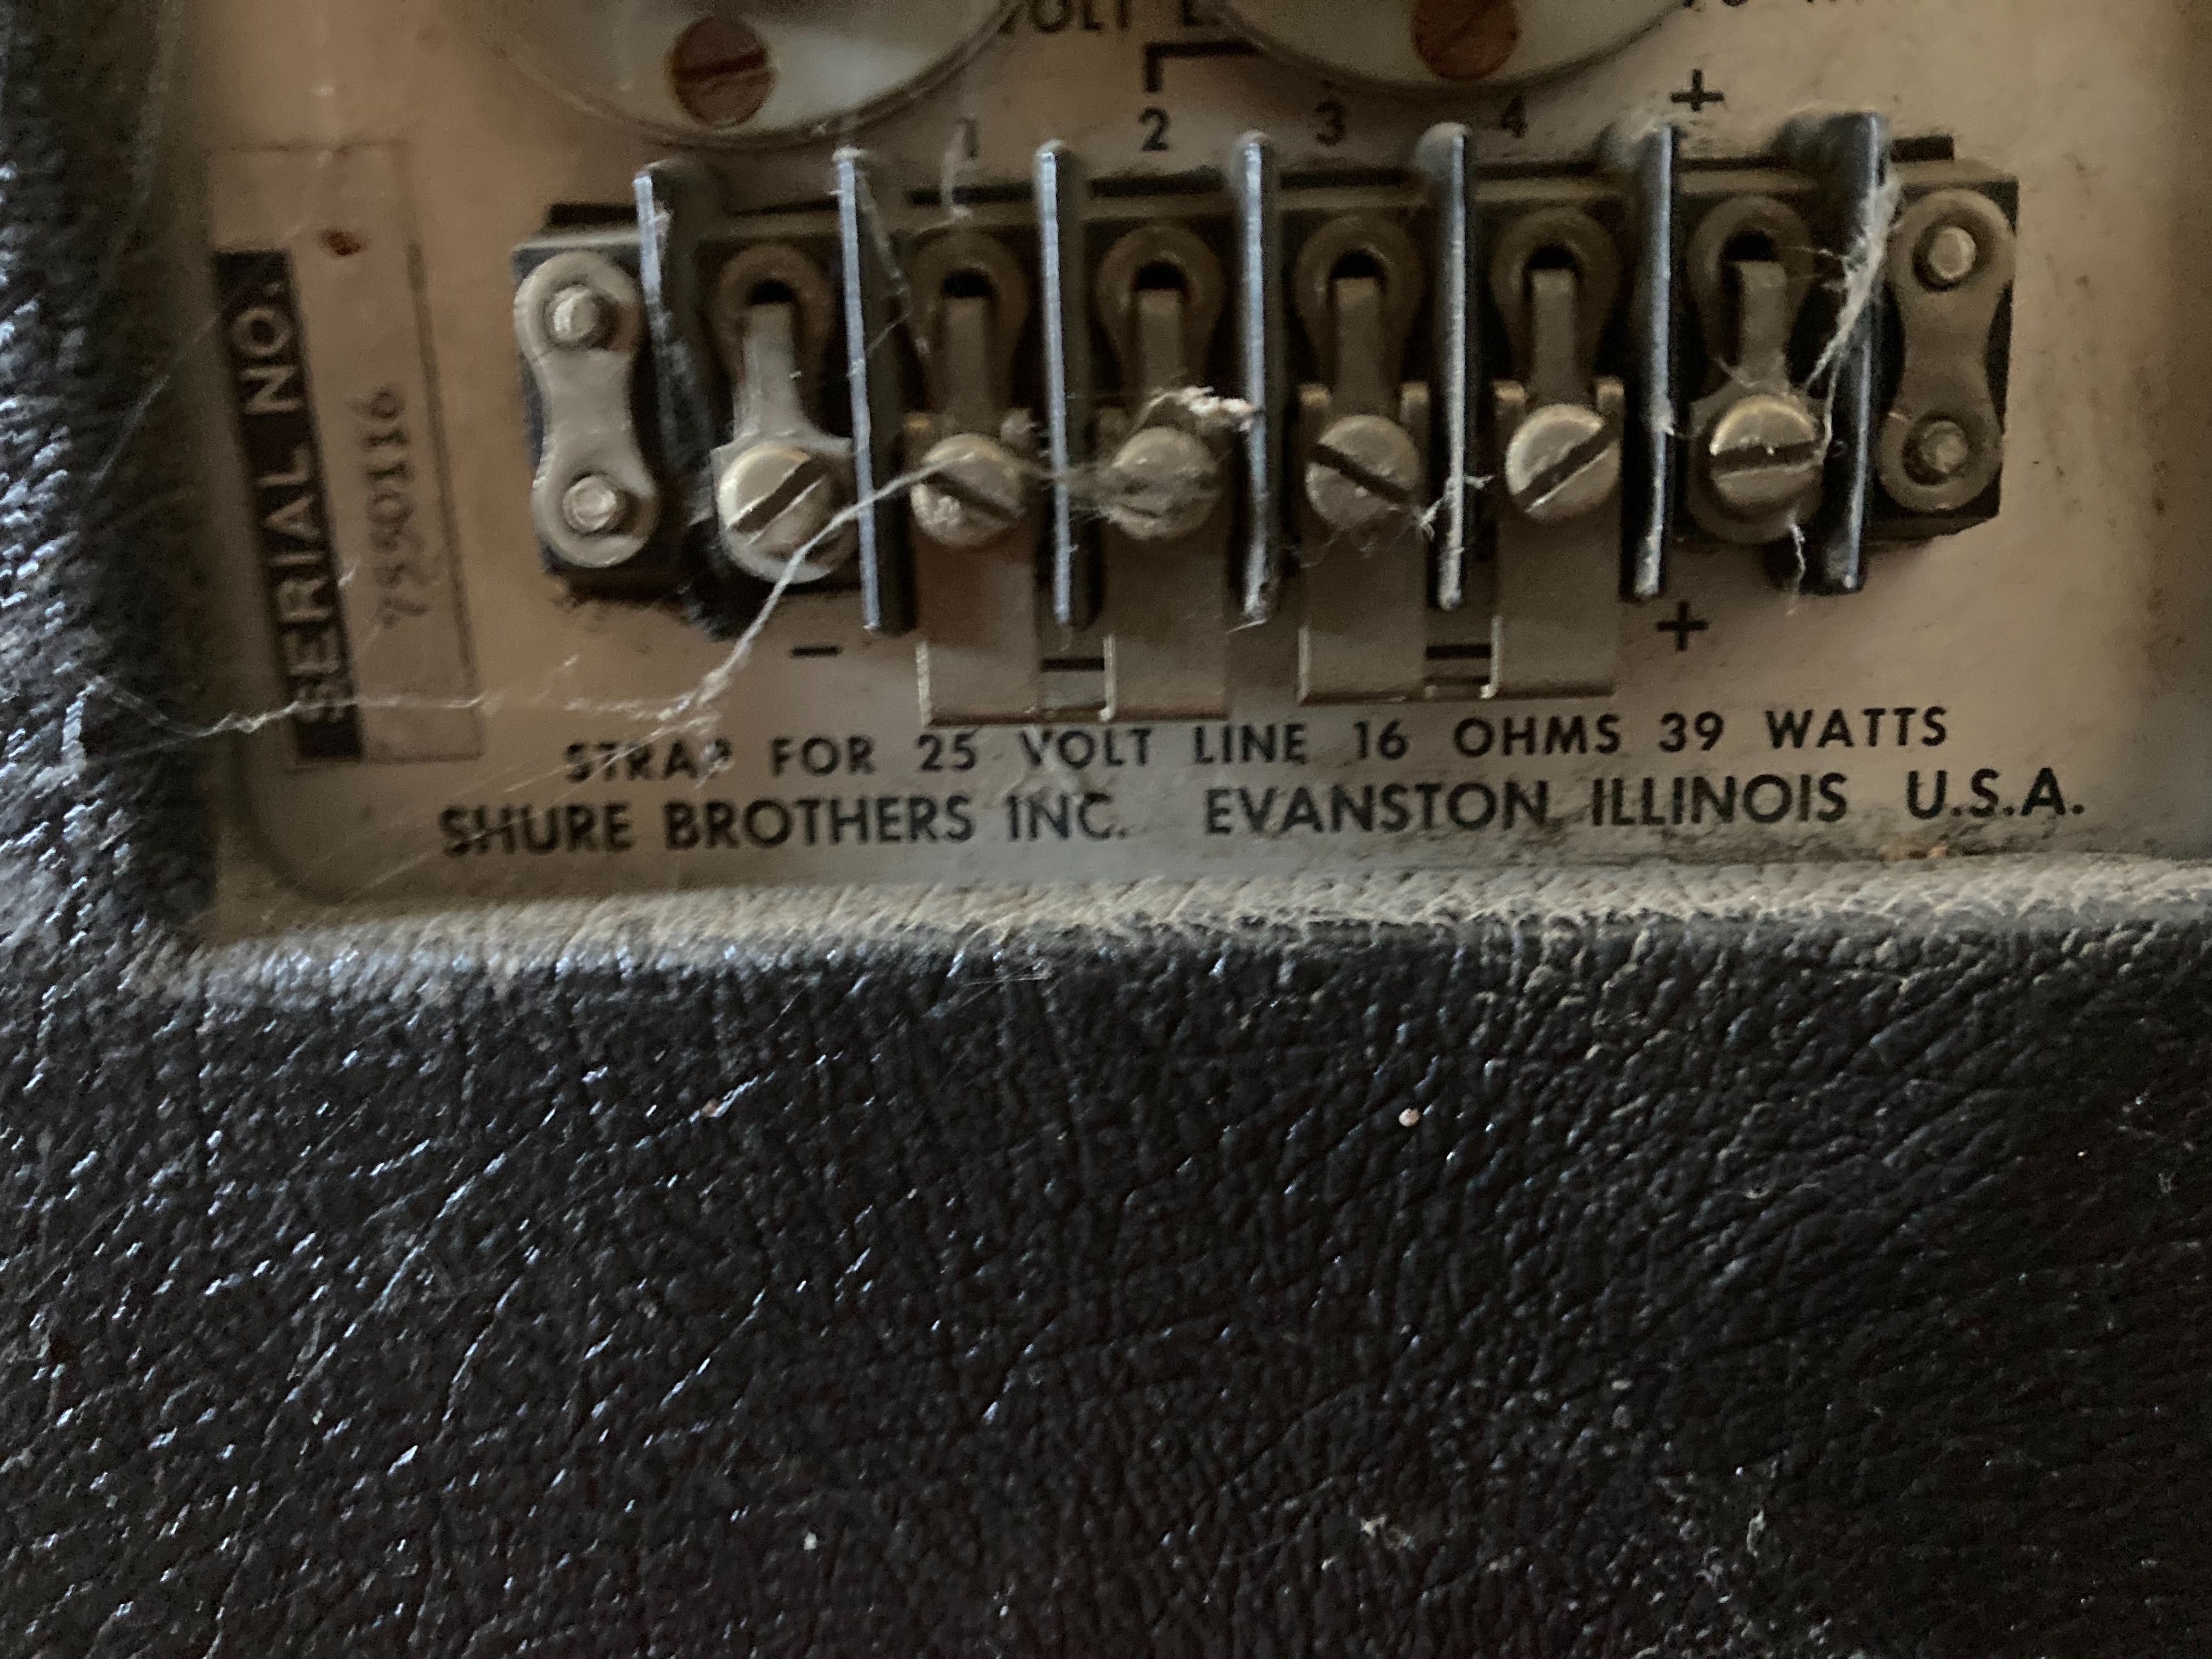 VOLT
1 2 3 4 +
SERIAL NO.
- = = +
STRAP FOR 25 VOLT LINE 16 OHMS 39 WATTS
SHURE BROTHERS INC. EVANSTON ILLINOIS U.S.A.